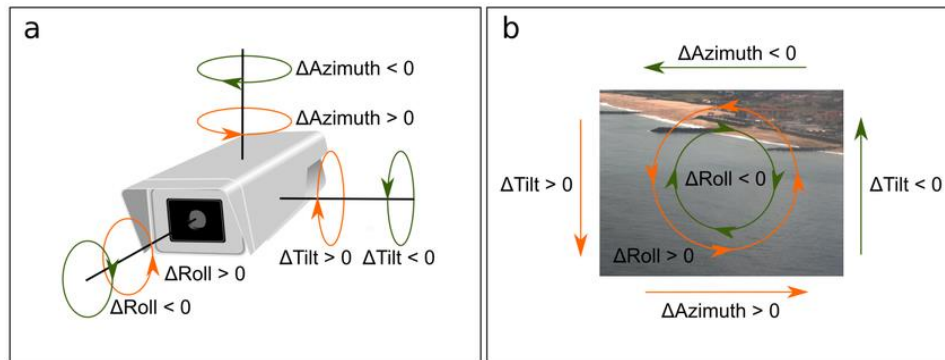 a
ΔAzimuth < 0
ΔAzimuth > 0
ΔTilt > 0
ΔTilt < 0
ΔRoll > 0
ΔRoll < 0
b
ΔAzimuth < 0
ΔTilt > 0
ΔRoll < 0
ΔTilt < 0
ΔRoll > 0
ΔAzimuth > 0